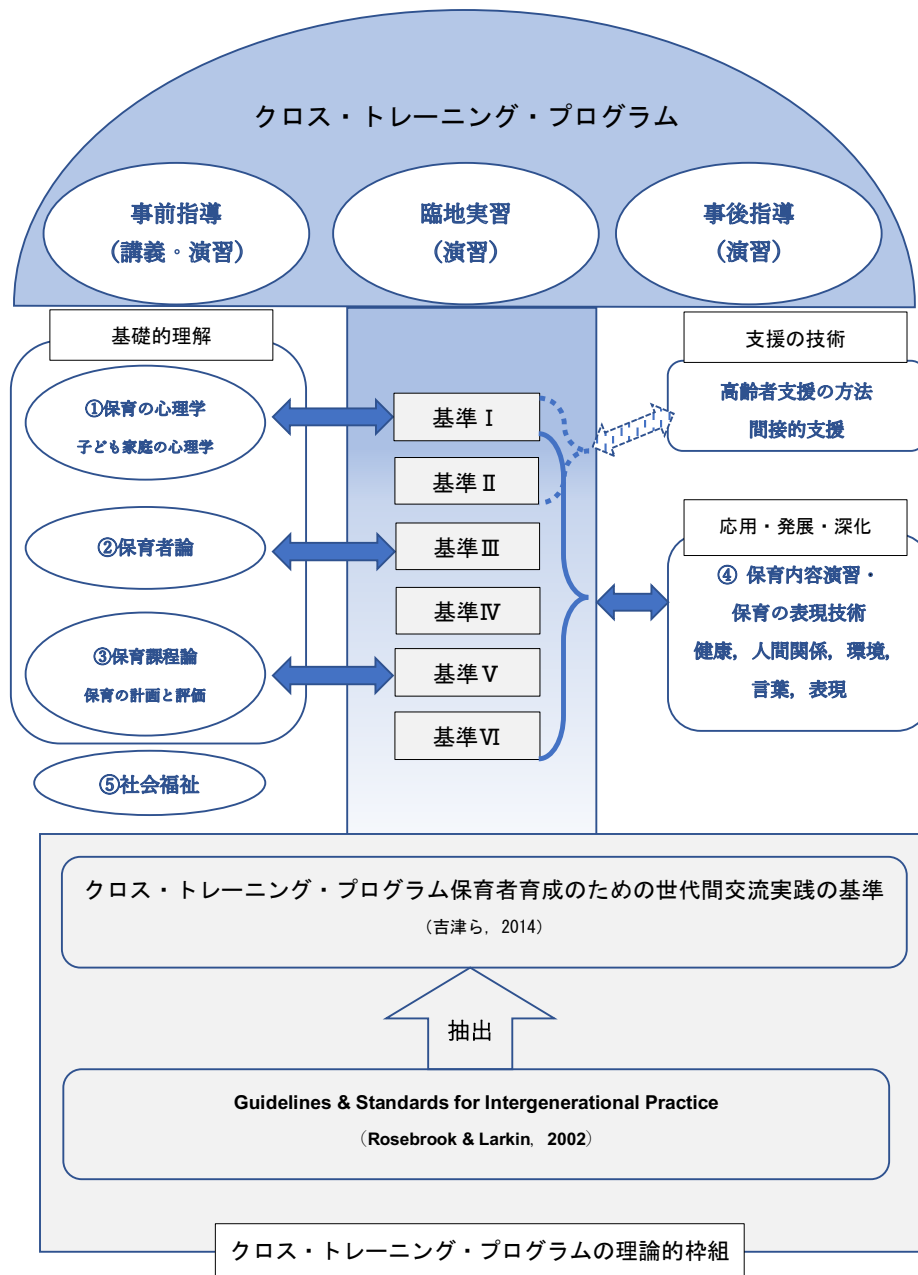 クロス・トレーニング・プログラム
事前指導
（講義・演習）
臨地実習
（演習）
事後指導
（演習）
基礎的理解
①保育の心理学
子ども家庭の心理学
②保育者論
③保育課程論
保育の計画と評価
⑤社会福祉
基準Ⅰ
基準Ⅱ
基準Ⅲ
基準Ⅳ
基準Ⅴ
基準Ⅵ
支援の技術
高齢者支援の方法
間接的支援
応用・発展・深化
④ 保育内容演習・
保育の表現技術
健康，人間関係，環境，
言葉，表現
クロス・トレーニング・プログラム保育者育成のための世代間交流実践の基準
（吉津ら，2014）
抽出
Guidelines & Standards for Intergenerational Practice
（Rosebrook & Larkin，2002）
クロス・トレーニング・プログラムの理論的枠組